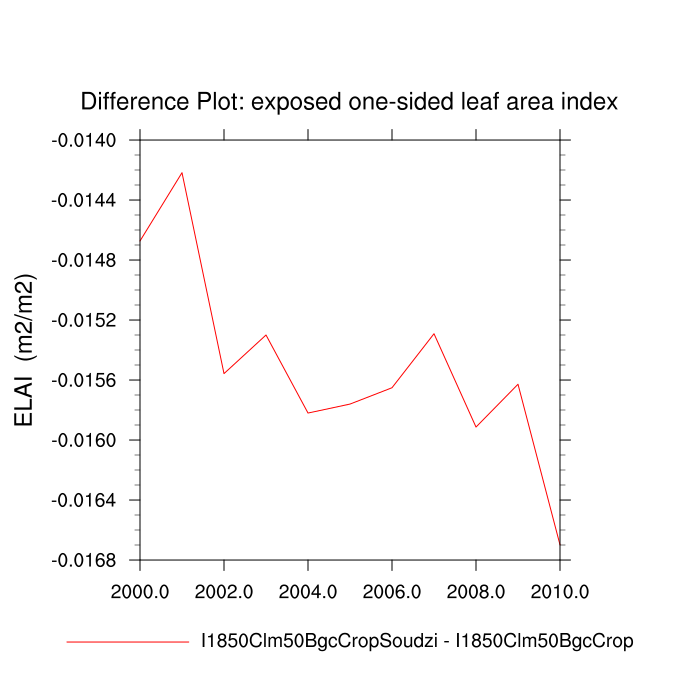 Difference Plot: exposed one-sided leaf area index
-0.0140
-0.0144
-0.0148
-0.0152
-0.0156
-0.0160
-0.0164
-0.0168
ELAI (m2/m2)
2000.0 2002.0 2004.0 2006.0 2008.0 2010.0
I1850Clm50BgcCropSoudzi - I1850Clm50BgcCrop